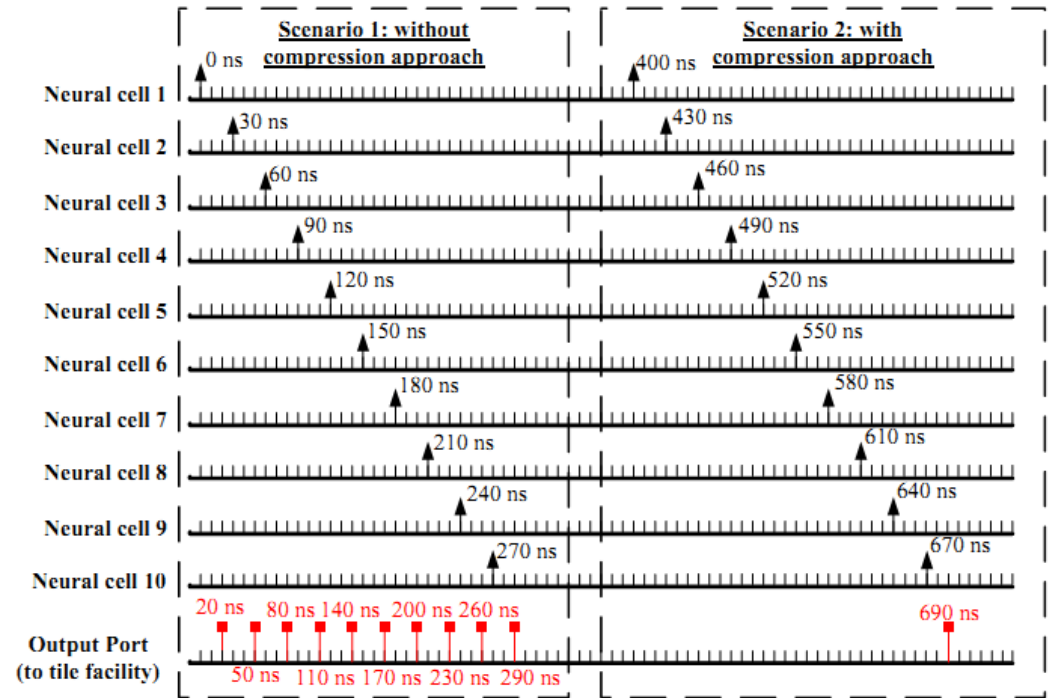 Scenario 1: without
compression approach
Scenario 2: with
compression approach
0 ns
400 ns
Neural cell 1
30 ns
430 ns
Neural cell 2
60 ns
460 ns
Neural cell 3
90 ns
490 ns
Neural cell 4
120 ns
520 ns
Neural cell 5
150 ns
550 ns
Neural cell 6
180 ns
580 ns
Neural cell 7
210 ns
610 ns
Neural cell 8
240 ns
640 ns
Neural cell 9
270 ns
670 ns
Neural cell 10
20 ns 80 ns 140 ns 200 ns 260 ns
690 ns
Output Port
(to tile facility)
50 ns 110 ns 170 ns 230 ns 290 ns